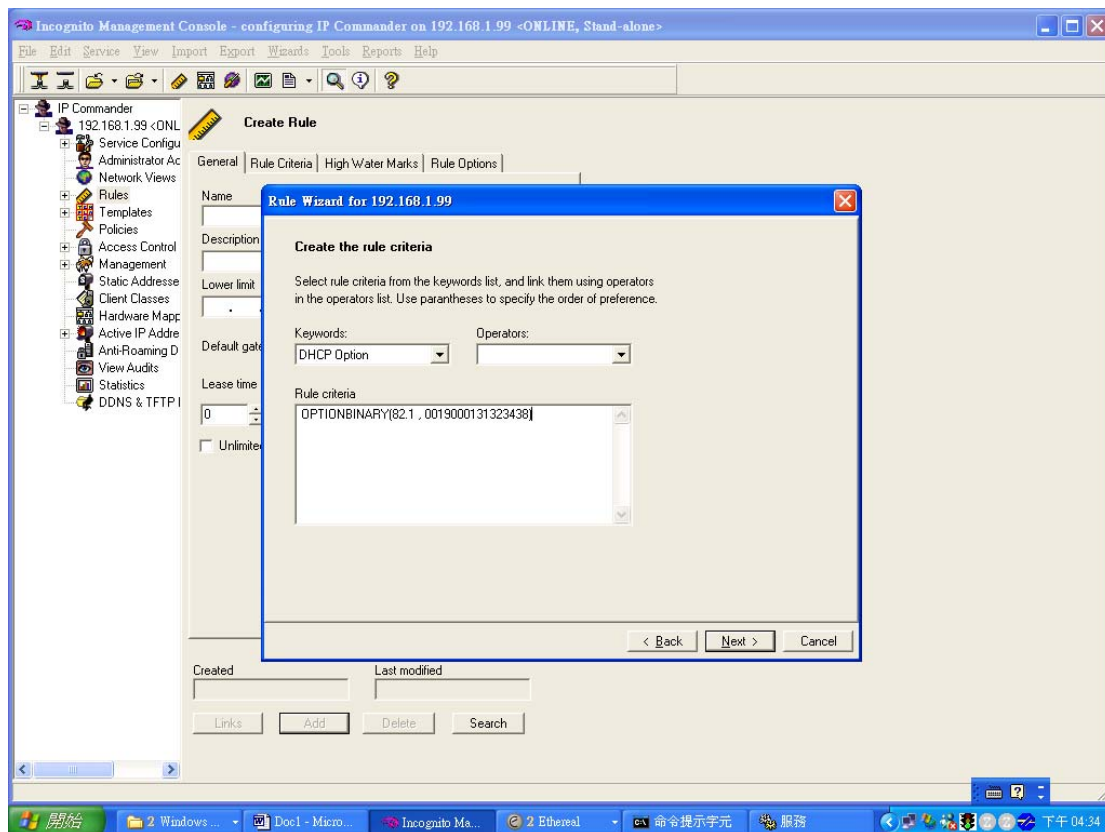 Incognito Management Console - configuring IP Commander on 192.168.1.99 <ONLINE, Stand-alone>
File Edit Service View Import Export Wizards Tools Reports Help
IP Commander
192.168.1.99 <ONL
Service Configu
Administrator Ac
Network Views
Rules
Templates
Policies
Access Control
Management
Static Addresse
Client Classes
Hardware Mapp
Active IP Addre
Anti-Roaming D
View Audits
Statistics
DDNS & TFTP I
Create Rule
General Rule Criteria High Water Marks Rule Options
Name
Description
Lower limit
Default gate
Lease time
0
Unlimite
Rule Wizard for 192.168.1.99
Create the rule criteria
Select rule criteria from the keywords list, and link them using operators
in the operators list. Use parantheses to specify the order of preference.
Keywords: Operators:
DHCP Option
Rule criteria
OPTIONBINARY(82.1 , 0019000131323438)
< Back Next > Cancel
Created Last modified
Links Add Delete Search
開始 2 Windows ... Doc1 - Micro... Incognito Ma... 2 Ethereal 命令提示字元 服務 下午 04:34